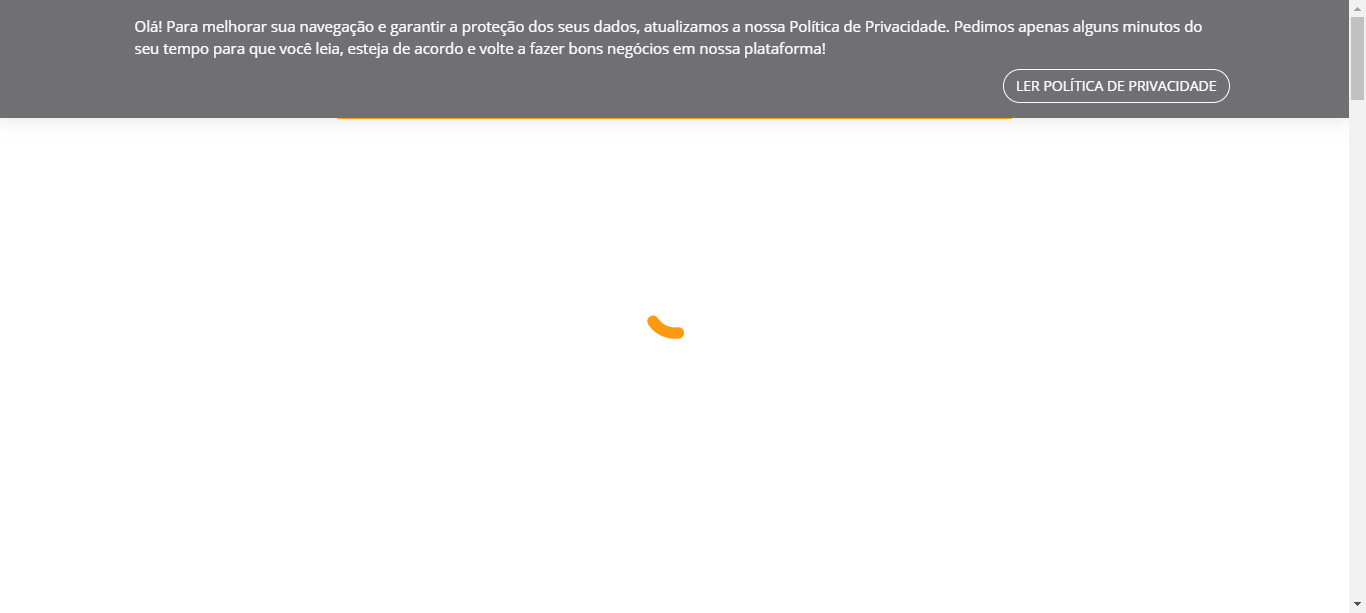 Olá! Para melhorar sua navegação e garantir a proteção dos seus dados, atualizamos a nossa Política de Privacidade. Pedimos apenas alguns minutos do
seu tempo para que você leia, esteja de acordo e volte a fazer bons negócios em nossa plataforma!
LER POLÍTICA DE PRIVACIDADE